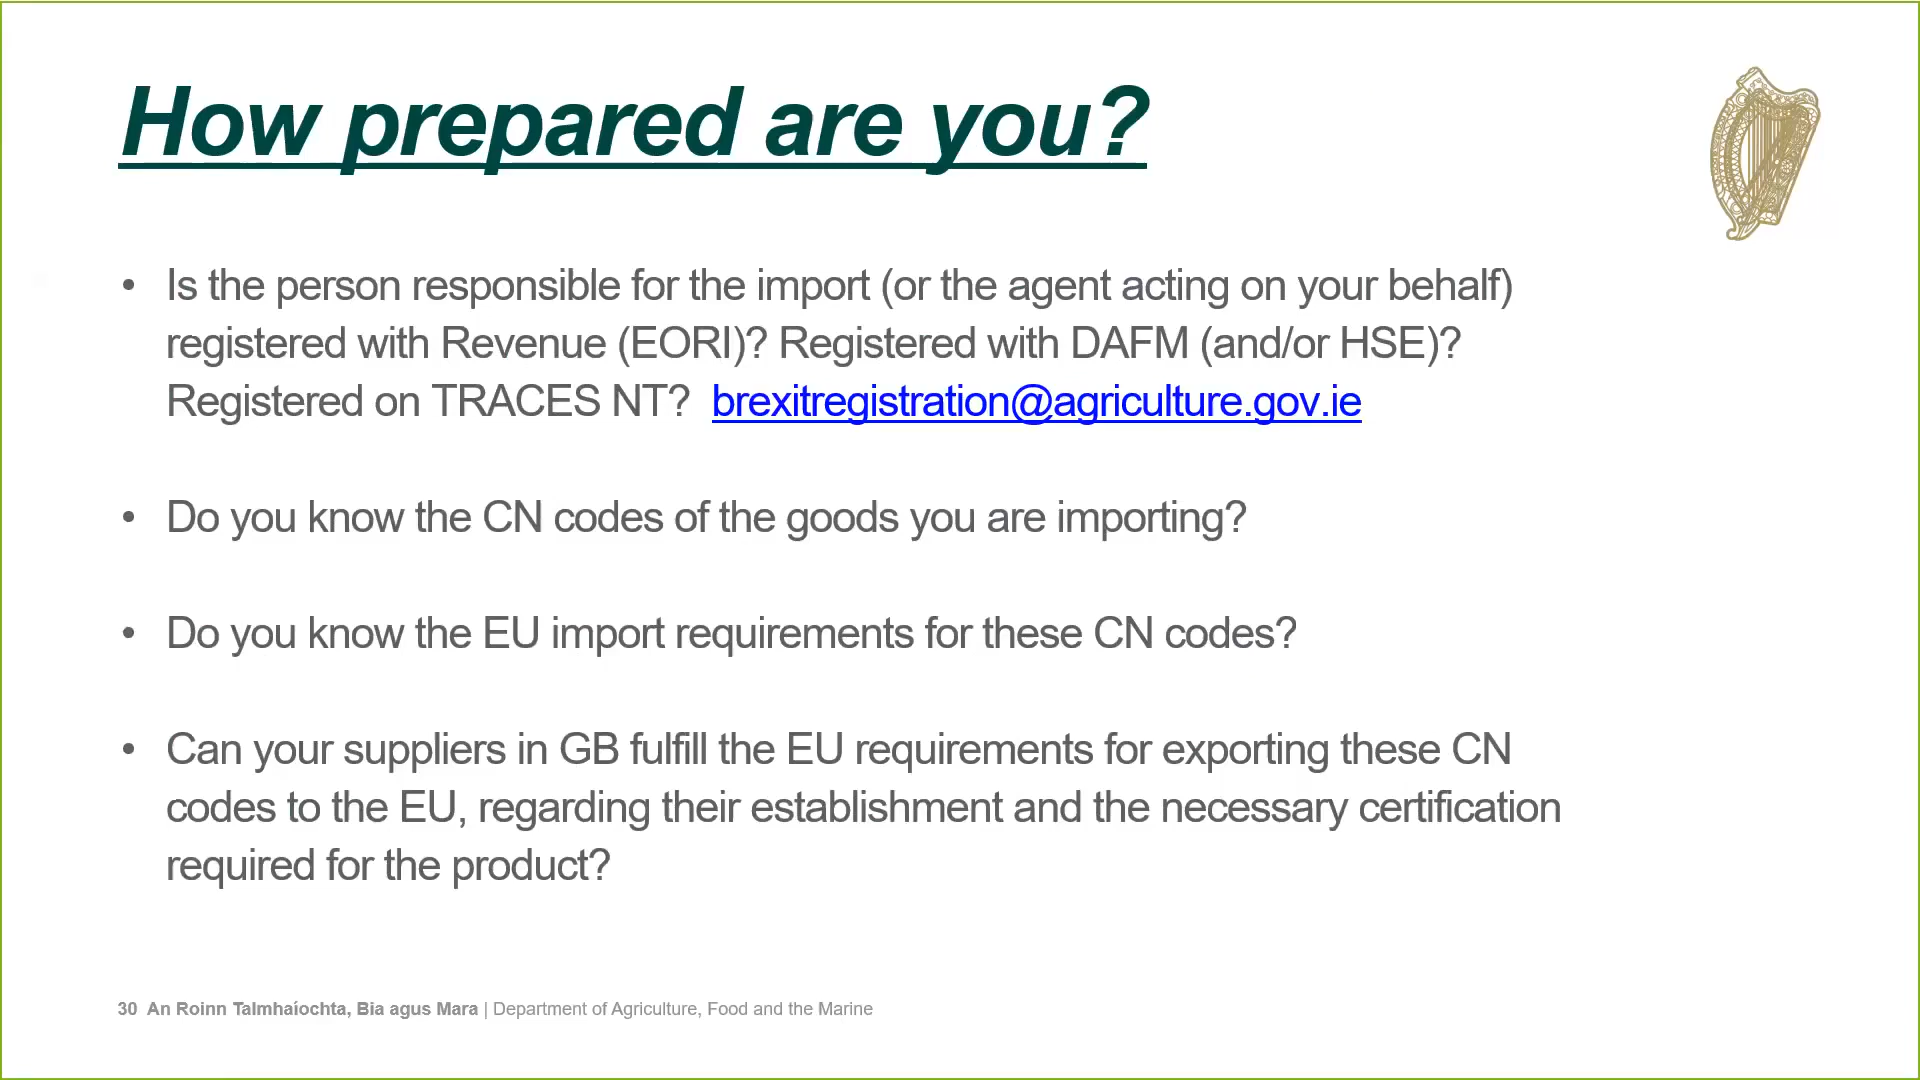 How prepared are you?
• Is the person responsible for the import (or the agent acting on your behalf)
registered with Revenue (EORI)? Registered with DAFM (and/or HSE)?
Registered on TRACES NT? brexitregistration@agriculture.gov.ie
• Do you know the CN codes of the goods you are importing?
• Do you know the EU import requirements for these CN codes?
• Can your suppliers in GB fulfill the EU requirements for exporting these CN
codes to the EU, regarding their establishment and the necessary certification
required for the product?
30 An Roinn Talmhaíochta, Bia agus Mara | Department of Agriculture, Food and the Marine